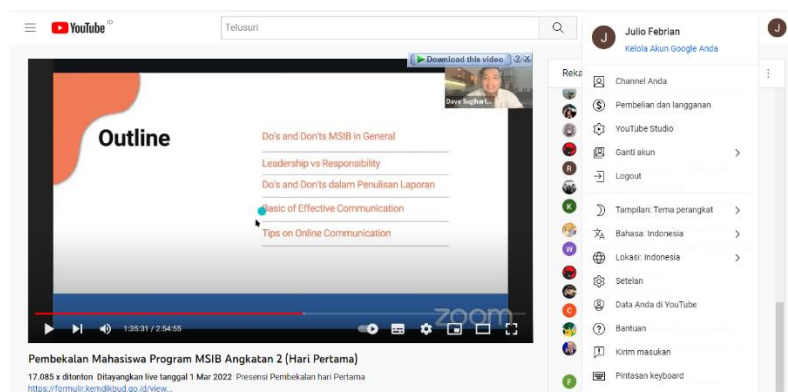 YouTube ID
Telusuri
Download this video
Dave Sugihart...
Outline
Do's and Don'ts MSIB in General
Leadership vs Responsibility
Do's and Don'ts dalam Penulisan Laporan
Basic of Effective Communication
Tips on Online Communication
zoom
1:35:31 / 2:54:55
Pembekalan Mahasiswa Program MSIB Angkatan 2 (Hari Pertama)
17.085 x ditonton Ditayangkan live tanggal 1 Mar 2022 Presensi Pembekalan hari Pertama
https://formulir.kemdikbud.go.id/view...
Reka
R
K
W
C
F
J
J
Julio Febrian
Kelola Akun Google Anda
Channel Anda
Pembelian dan langganan
YouTube Studio
Ganti akun
Logout
Tampilan: Tema perangkat
Bahasa: Indonesia
Lokasi: Indonesia
Setelan
Data Anda di YouTube
Bantuan
Kirim masukan
Pintasan keyboard